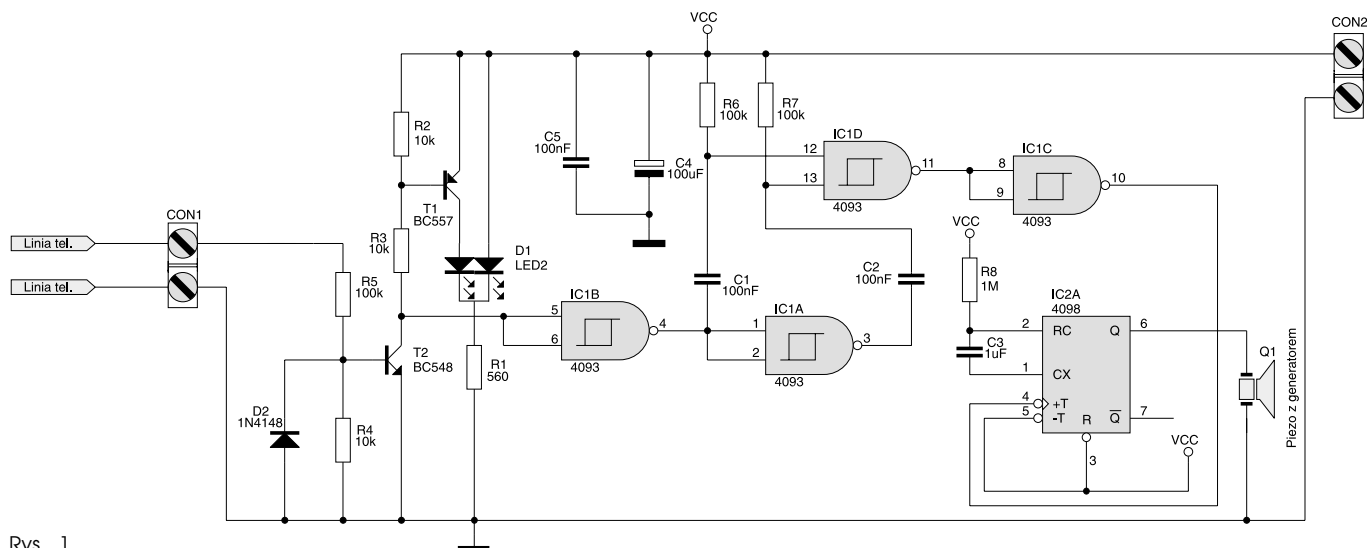 VCC
CON2
R6
100k
R7
100k
R2
10k
C5
100nF
C4
100uF
IC1D
12
13
11
4093
IC1C
8
9
10
4093
T1
BC557
CON1
Linia tel.
Linia tel.
R3
10k
D1
LED2
R5
100k
C1
100nF
C2
100nF
VCC
R8
1M
IC1B
5
6
4
4093
IC1A
1
2
3
4093
IC2A
4098
2
RC
Q
6
C3
1uF
1
CX
4
+T
5
-T
R
Q
7
3
VCC
Q1
Piezo z generatorem
T2
BC548
R1
560
D2
1N4148
R4
10k
Rys. 1